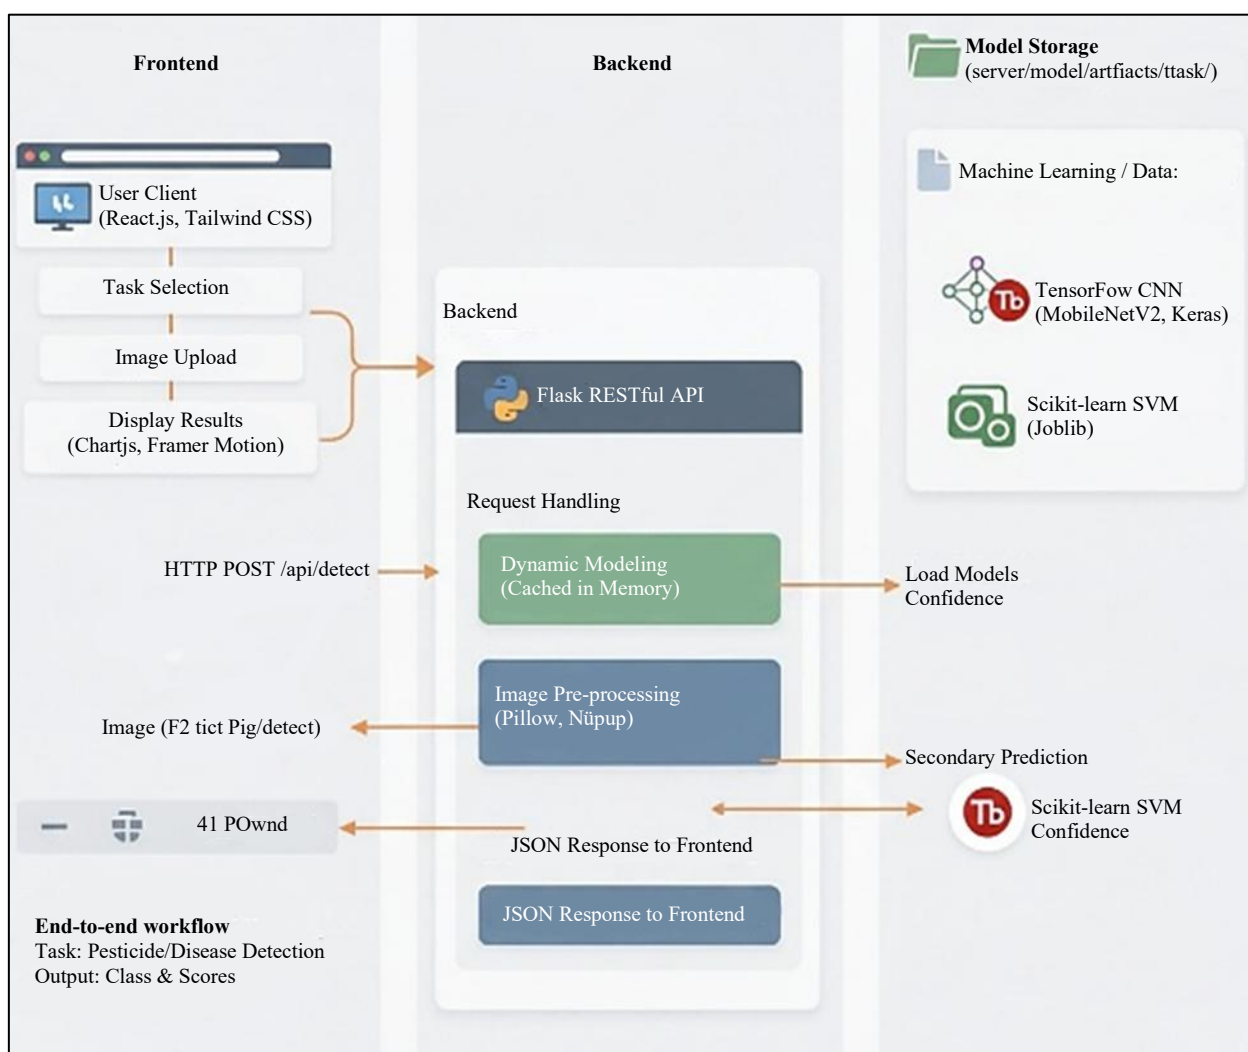 Frontend
User Client
(React.js, Tailwind CSS)
Task Selection
Image Upload
Display Results
(Chartjs, Framer Motion)
HTTP POST /api/detect
Image (F2 tict Pig/detect)
41 POwnd
End-to-end workflow
Task: Pesticide/Disease Detection
Output: Class & Scores
Backend
Backend
Flask RESTful API
Request Handling
Dynamic Modeling
(Cached in Memory)
Image Pre-processing
(Pillow, Nüpup)
JSON Response to Frontend
JSON Response to Frontend
Model Storage
(server/model/artfiacts/ttask/)
Machine Learning / Data:
Tb
TensorFow CNN
(MobileNetV2, Keras)
Scikit-learn SVM
(Joblib)
Load Models
Confidence
Secondary Prediction
Tb
Scikit-learn SVM
Confidence